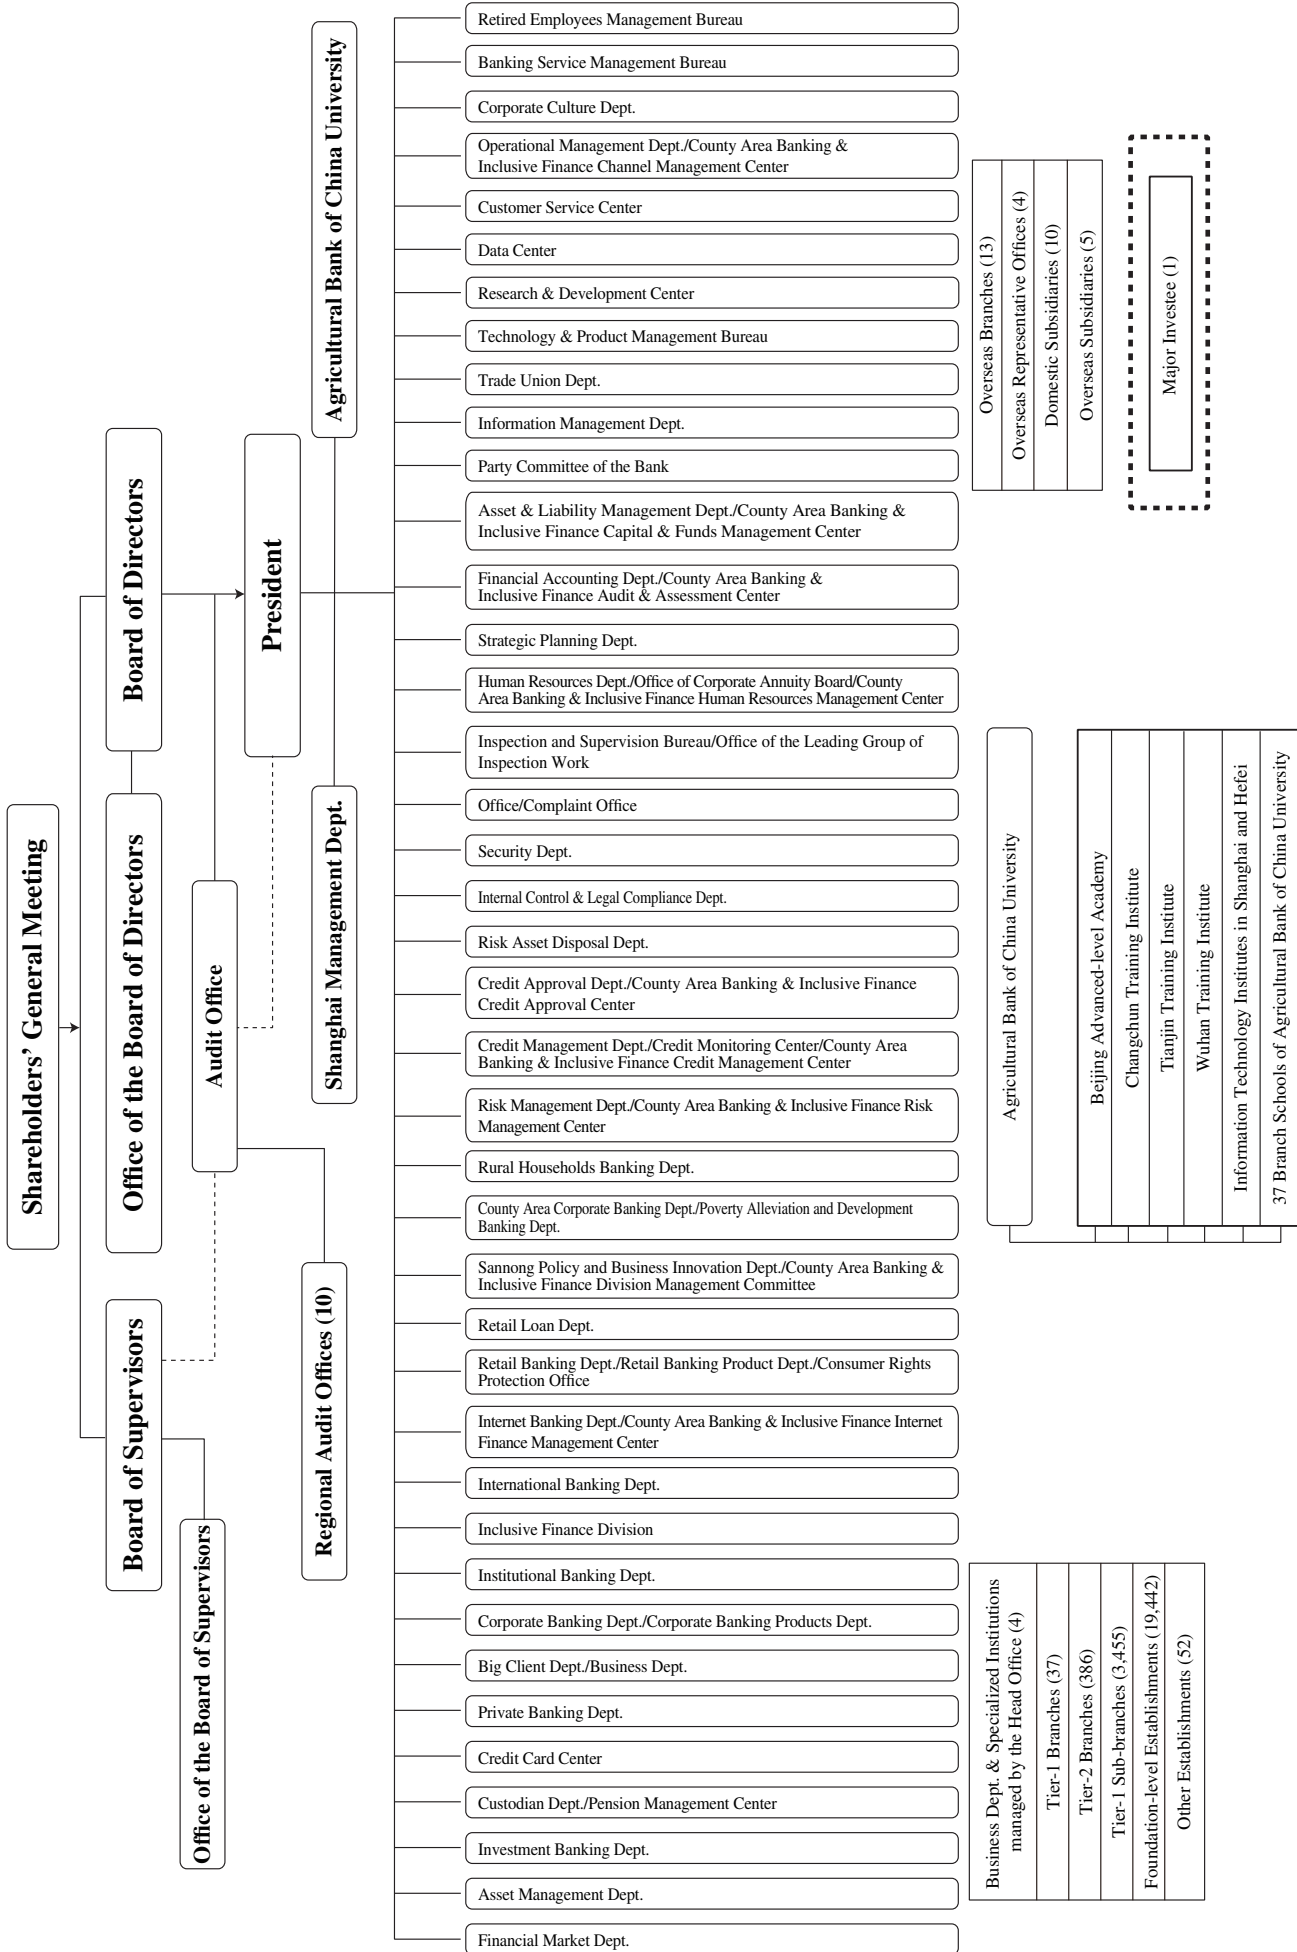 Shareholders' General Meeting
Board of Directors
Office of the Board of Directors
Board of Supervisors
Office of the Board of Supervisors
Audit Office
Regional Audit Offices (10)
President
Agricultural Bank of China University
Shanghai Management Dept.
Retired Employees Management Bureau
Banking Service Management Bureau
Corporate Culture Dept.
Operational Management Dept./County Area Banking &
Inclusive Finance Channel Management Center
Customer Service Center
Data Center
Research & Development Center
Technology & Product Management Bureau
Trade Union Dept.
Information Management Dept.
Party Committee of the Bank
Asset & Liability Management Dept./County Area Banking &
Inclusive Finance Capital & Funds Management Center
Financial Accounting Dept./County Area Banking &
Inclusive Finance Audit & Assessment Center
Strategic Planning Dept.
Human Resources Dept./Office of Corporate Annuity Board/County
Area Banking & Inclusive Finance Human Resources Management Center
Inspection and Supervision Bureau/Office of the Leading Group of
Inspection Work
Office/Complaint Office
Security Dept.
Internal Control & Legal Compliance Dept.
Risk Asset Disposal Dept.
Credit Approval Dept./County Area Banking & Inclusive Finance
Credit Approval Center
Credit Management Dept./Credit Monitoring Center/County Area
Banking & Inclusive Finance Credit Management Center
Risk Management Dept./County Area Banking & Inclusive Finance Risk
Management Center
Rural Households Banking Dept.
County Area Corporate Banking Dept./Poverty Alleviation and Development
Banking Dept.
Sannong Policy and Business Innovation Dept./County Area Banking &
Inclusive Finance Division Management Committee
Retail Loan Dept.
Retail Banking Dept./Retail Banking Product Dept./Consumer Rights
Protection Office
Internet Banking Dept./County Area Banking & Inclusive Finance Internet
Finance Management Center
International Banking Dept.
Inclusive Finance Division
Institutional Banking Dept.
Corporate Banking Dept./Corporate Banking Products Dept.
Big Client Dept./Business Dept.
Private Banking Dept.
Credit Card Center
Custodian Dept./Pension Management Center
Investment Banking Dept.
Asset Management Dept.
Financial Market Dept.
Overseas Branches (13)
Overseas Representative Offices (4)
Domestic Subsidiaries (10)
Overseas Subsidiaries (5)
Major Investee (1)
Agricultural Bank of China University
Beijing Advanced-level Academy
Changchun Training Institute
Tianjin Training Institute
Wuhan Training Institute
Information Technology Institutes in Shanghai and Hefei
37 Branch Schools of Agricultural Bank of China University
Business Dept. & Specialized Institutions
managed by the Head Office (4)
Tier-1 Branches (37)
Tier-2 Branches (386)
Tier-1 Sub-branches (3,455)
Foundation-level Establishments (19,442)
Other Establishments (52)